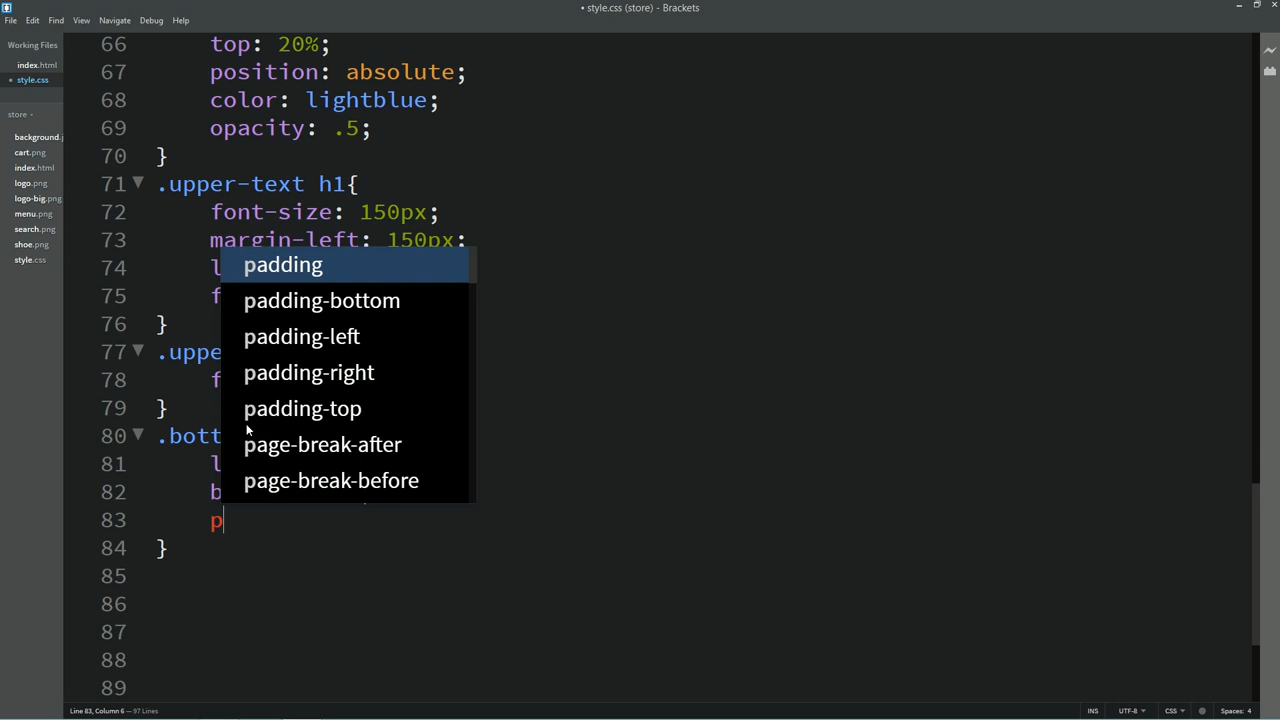 • style.css (store) - Brackets
File Edit Find View Navigate Debug Help
Working Files
index.html
• style.css
store
background.j
cart.png
index.html
logo.png
logo-big.png
menu.png
search.png
shoe.png
style.css
66 top: 20%;
67 position: absolute;
68 color: lightblue;
69 opacity: .5;
70 }
71 .upper-text h1{
72 font-size: 150px;
73 margin-left: 150px;
74 l
75 f
76 }
77 .uppe
78 f
79 }
80 .bott
81 l
82 b
83 p
84 }
85
86
87
88
89
padding
padding-bottom
padding-left
padding-right
padding-top
page-break-after
page-break-before
Line 83, Column 6 — 97 Lines
INS UTF-8 CSS Spaces: 4